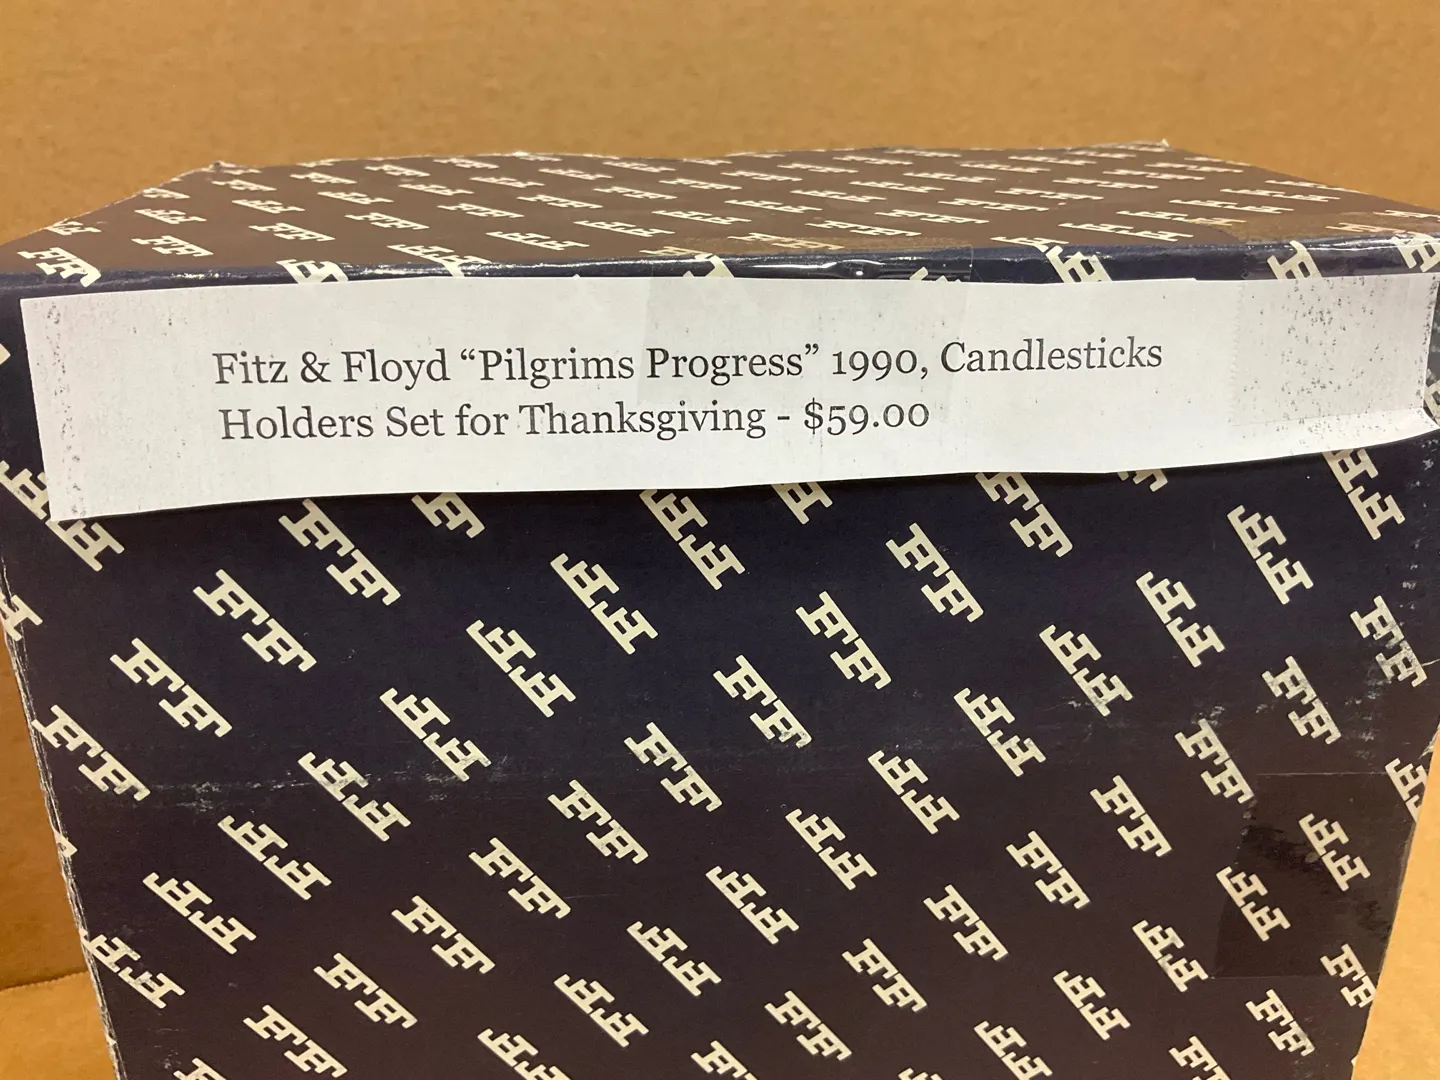 Fitz & Floyd “Pilgrims Progress” 1990, Candlesticks
Holders Set for Thanksgiving - $59.00